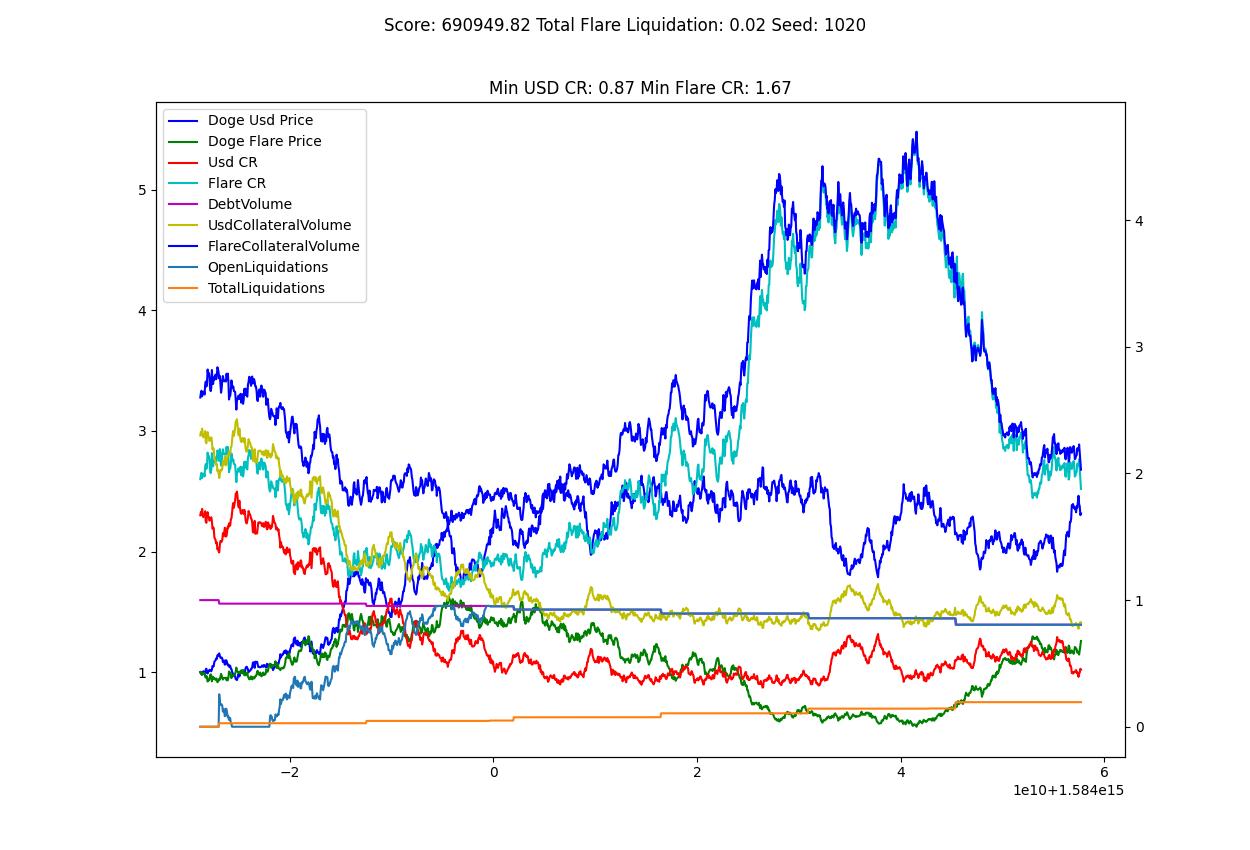 Score: 690949.82 Total Flare Liquidation: 0.02 Seed: 1020
Min USD CR: 0.87 Min Flare CR: 1.67
Doge Usd Price
Doge Flare Price
Usd CR
Flare CR
DebtVolume
UsdCollateralVolume
FlareCollateralVolume
OpenLiquidations
TotalLiquidations
5
4
3
2
1
4
3
2
1
0
−2
0
2
4
6
1e10+1.584e15